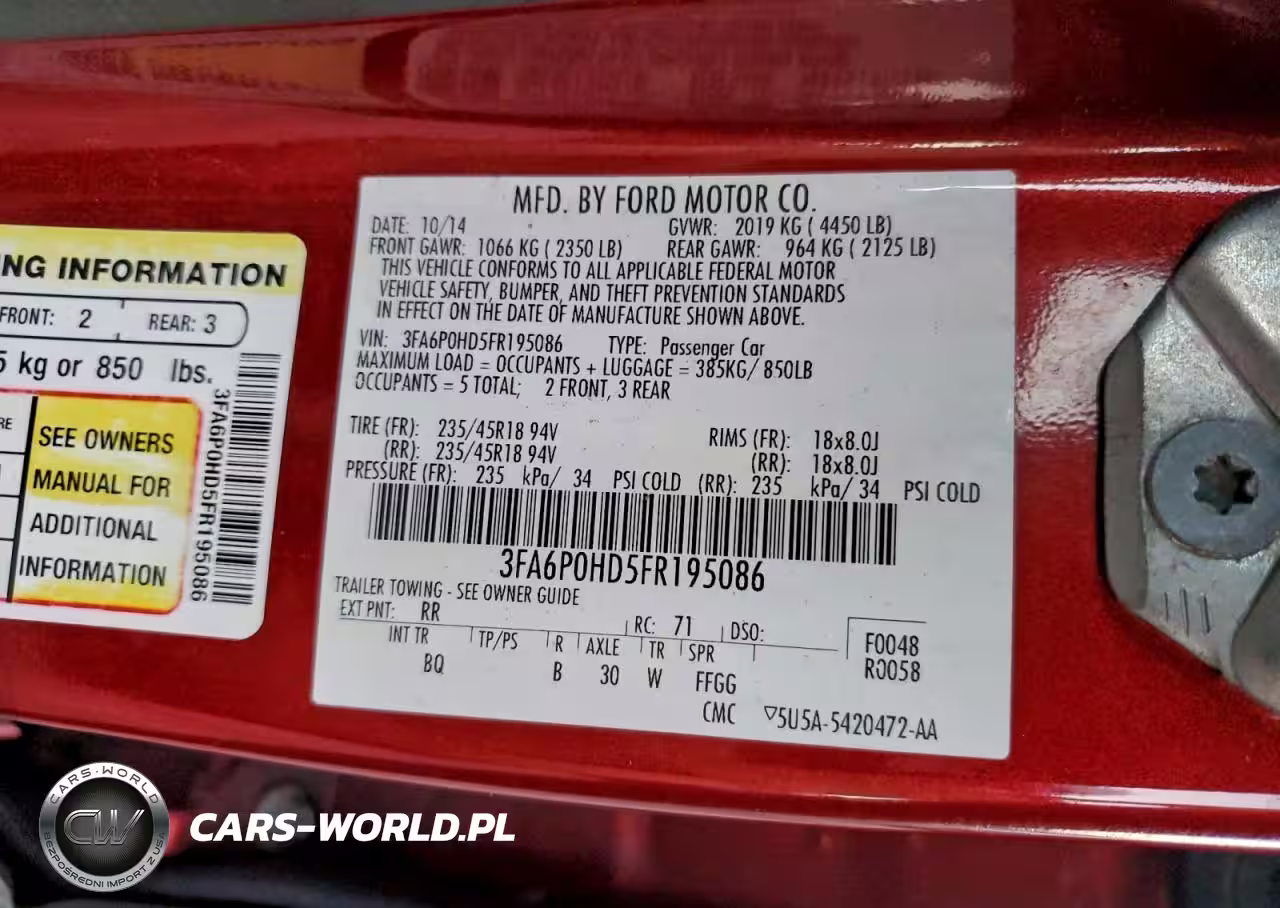 NG INFORMATION
FRONT: 2 REAR: 3
5 kg or 850 lbs.
RE
SEE OWNERS
MANUAL FOR
ADDITIONAL
INFORMATION
3FA6P0HD5FR195086
MFD. BY FORD MOTOR CO.
DATE: 10/14 GVWR: 2019 KG ( 4450 LB)
FRONT GAWR: 1066 KG ( 2350 LB) REAR GAWR: 964 KG ( 2125 LB)
THIS VEHICLE CONFORMS TO ALL APPLICABLE FEDERAL MOTOR
VEHICLE SAFETY, BUMPER, AND THEFT PREVENTION STANDARDS
IN EFFECT ON THE DATE OF MANUFACTURE SHOWN ABOVE.
VIN: 3FA6P0HD5FR195086 TYPE: Passenger Car
MAXIMUM LOAD = OCCUPANTS + LUGGAGE = 385KG/ 850LB
OCCUPANTS = 5 TOTAL; 2 FRONT, 3 REAR
TIRE (FR): 235/45R18 94V RIMS (FR): 18x8.0J
(RR): 235/45R18 94V (RR): 18x8.0J
PRESSURE (FR): 235 kPa/ 34 PSI COLD (RR): 235 kPa/ 34 PSI COLD
3FA6P0HD5FR195086
TRAILER TOWING - SEE OWNER GUIDE
EXT PNT: RR RC: 71 DSO:
INT TR TP/PS R AXLE TR SPR
BQ B 30 W FFGG
F0048
R0058
CMC ▽5U5A-5420472-AA
CARS-WORLD
CW
BEZPOŚREDNI IMPORT Z USA
CARS-WORLD.PL